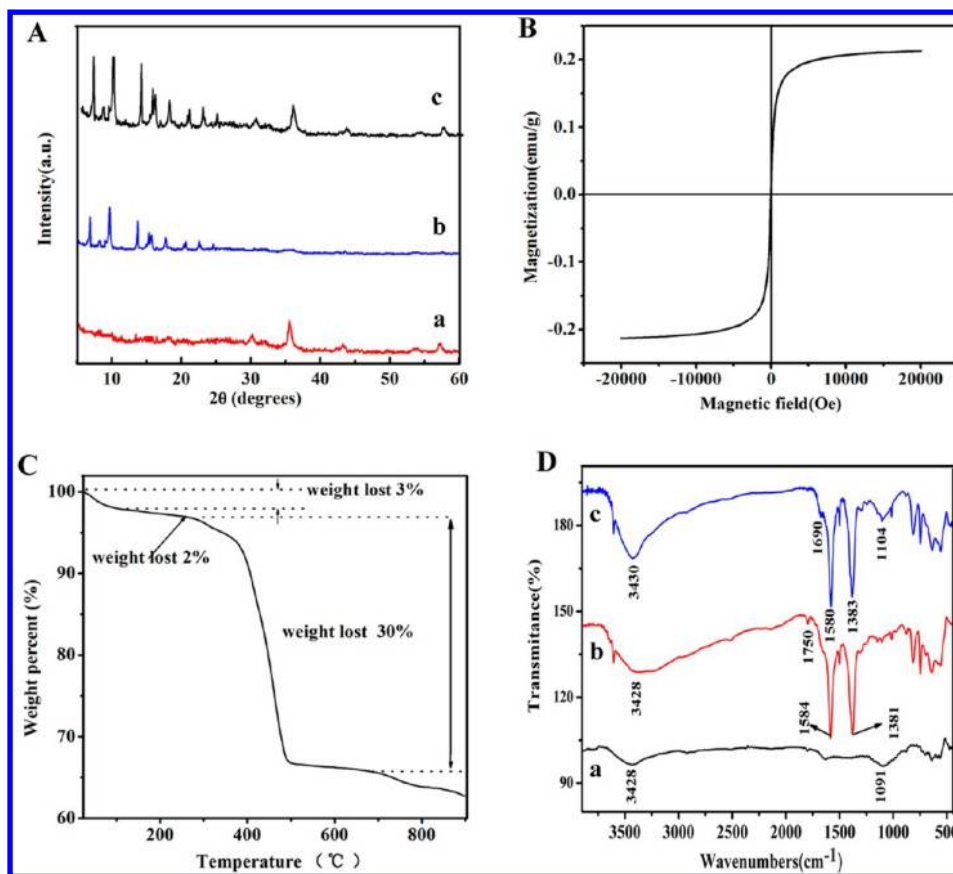 A
c
b
a
Intensity(a.u.)
10 20 30 40 50 60
2θ (degrees)
B
0.2
0.1
0.0
-0.1
-0.2
Magnetization(emu/g)
-20000 -10000 0 10000 20000
Magnetic field(Oe)
C
100
90
80
70
60
Weight percent (%)
weight lost 3%
weight lost 2%
weight lost 30%
200 400 600 800
Temperature (℃)
D
180
150
120
90
Transmitance(%)
c
3430
1690
1580
1383
1104
b
3428
1750
1584
1381
a
3428
1091
3500 3000 2500 2000 1500 1000 500
Wavenumbers(cm-1)